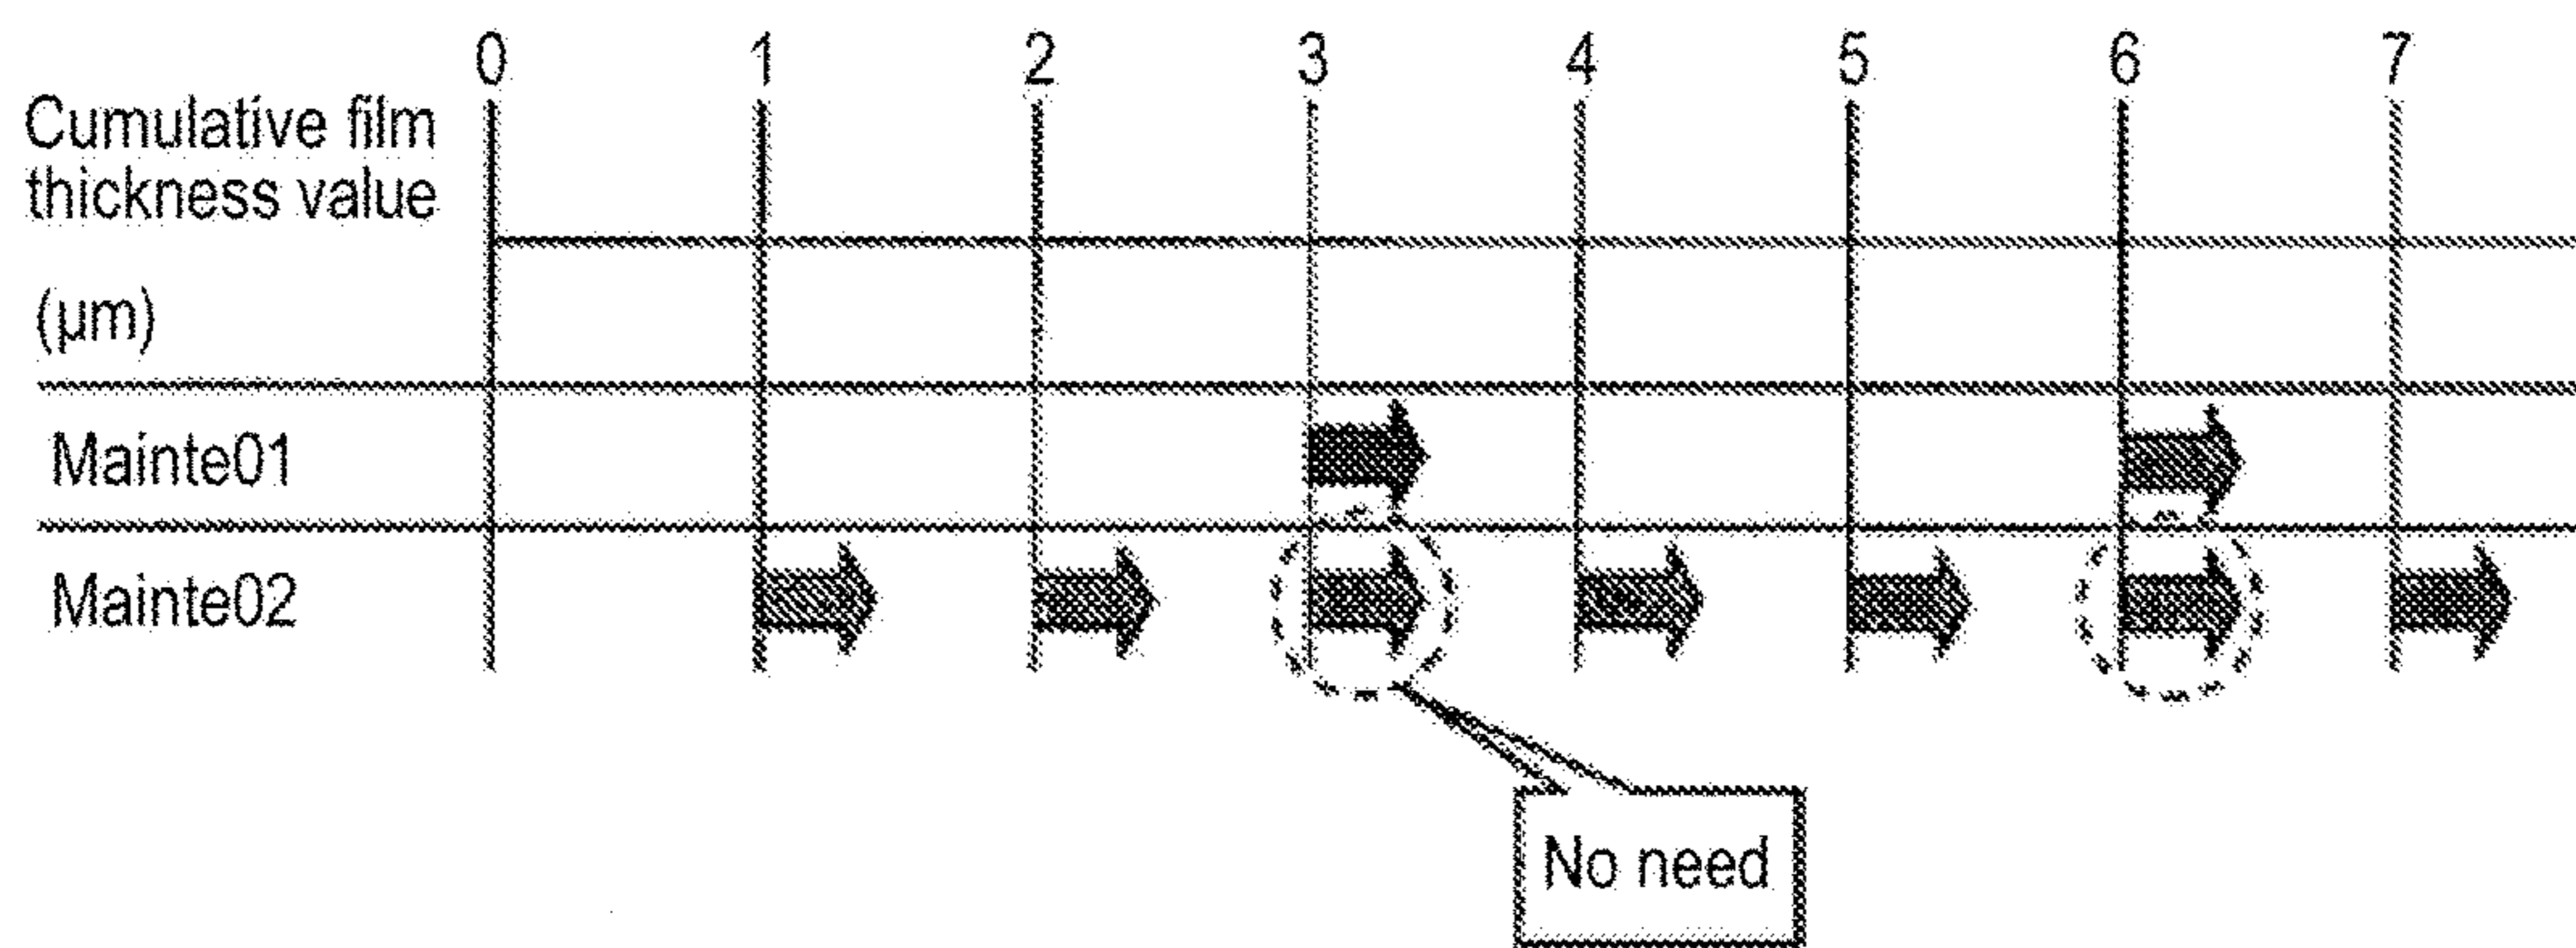 0 1 2 3 4 5 6 7
Cumulative film
thickness value
(μm)
Mainte01
Mainte02
No need